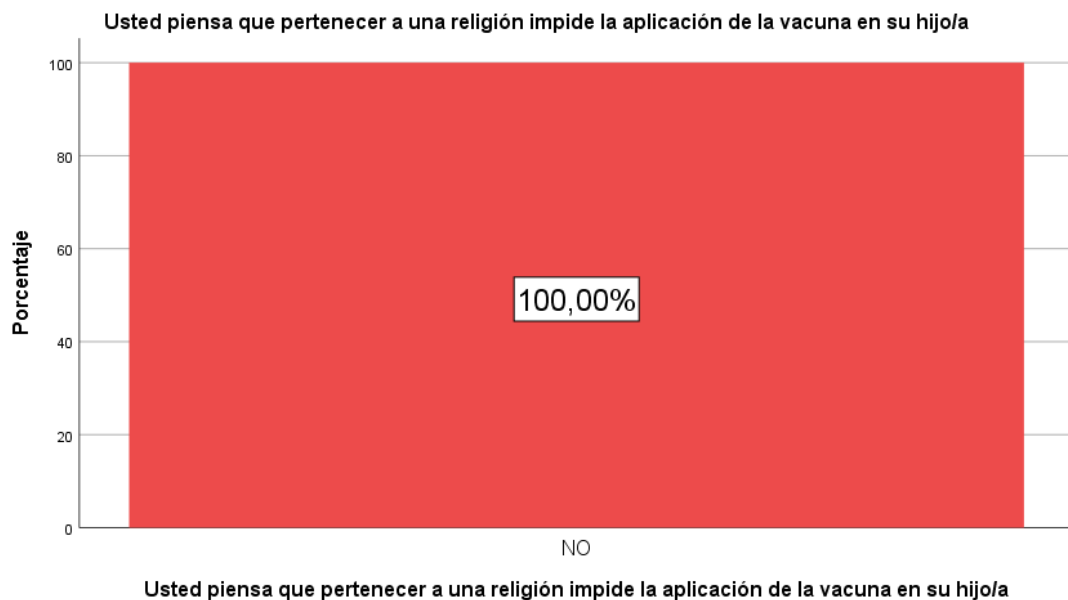 Usted piensa que pertenecer a una religión impide la aplicación de la vacuna en su hijo/a
100
80
60
40
20
0
Porcentaje
100,00%
NO
Usted piensa que pertenecer a una religión impide la aplicación de la vacuna en su hijo/a